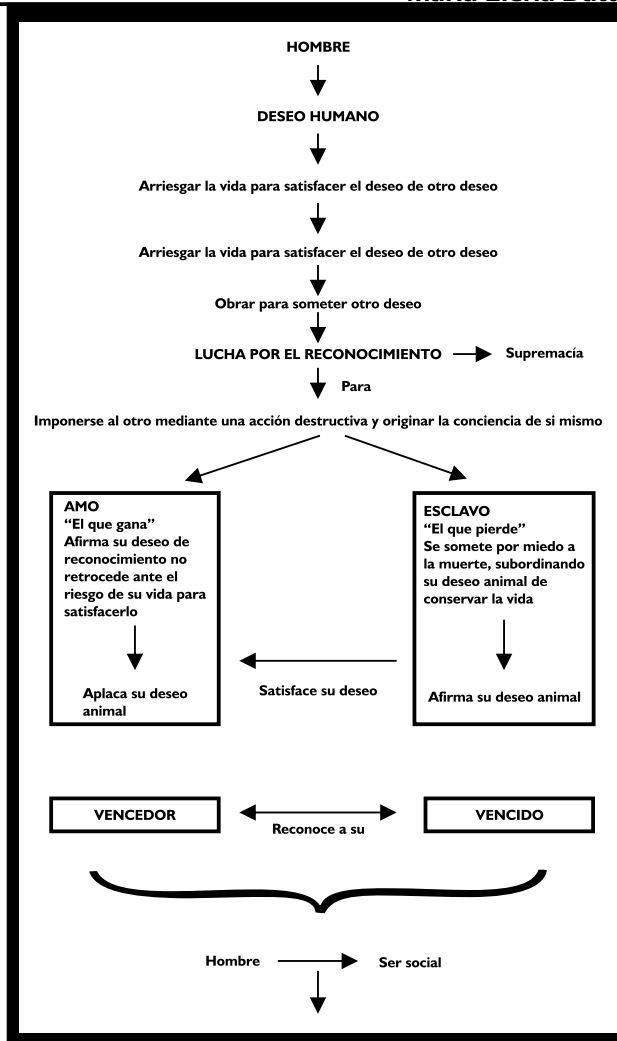 HOMBRE
DESEO HUMANO
Arriesgar la vida para satisfacer el deseo de otro deseo
Arriesgar la vida para satisfacer el deseo de otro deseo
Obrar para someter otro deseo
LUCHA POR EL RECONOCIMIENTO
Supremacía
Para
Imponerse al otro mediante una acción destructiva y originar la conciencia de si mismo
AMO
“El que gana”
Afirma su deseo de
reconocimiento no
retrocede ante el
riesgo de su vida para
satisfacerlo
Aplaca su deseo
animal
Satisface su deseo
ESCLAVO
“El que pierde”
Se somete por miedo a
la muerte, subordinando
su deseo animal de
conservar la vida
Afirma su deseo animal
VENCEDOR
Reconoce a su
VENCIDO
Hombre
Ser social